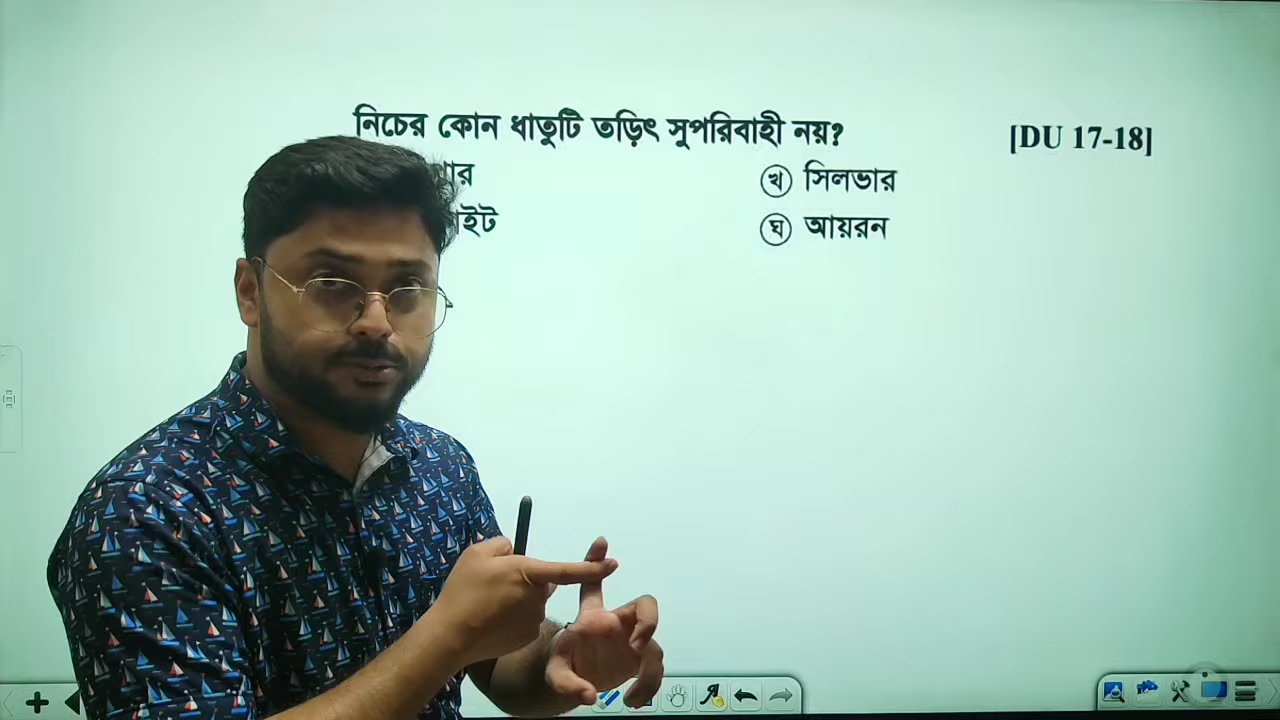 নিচের কোন ধাতুটি তড়িৎ সুপরিবাহী নয়? [DU 17-18]
খ সিলভার
ঘ আয়রন